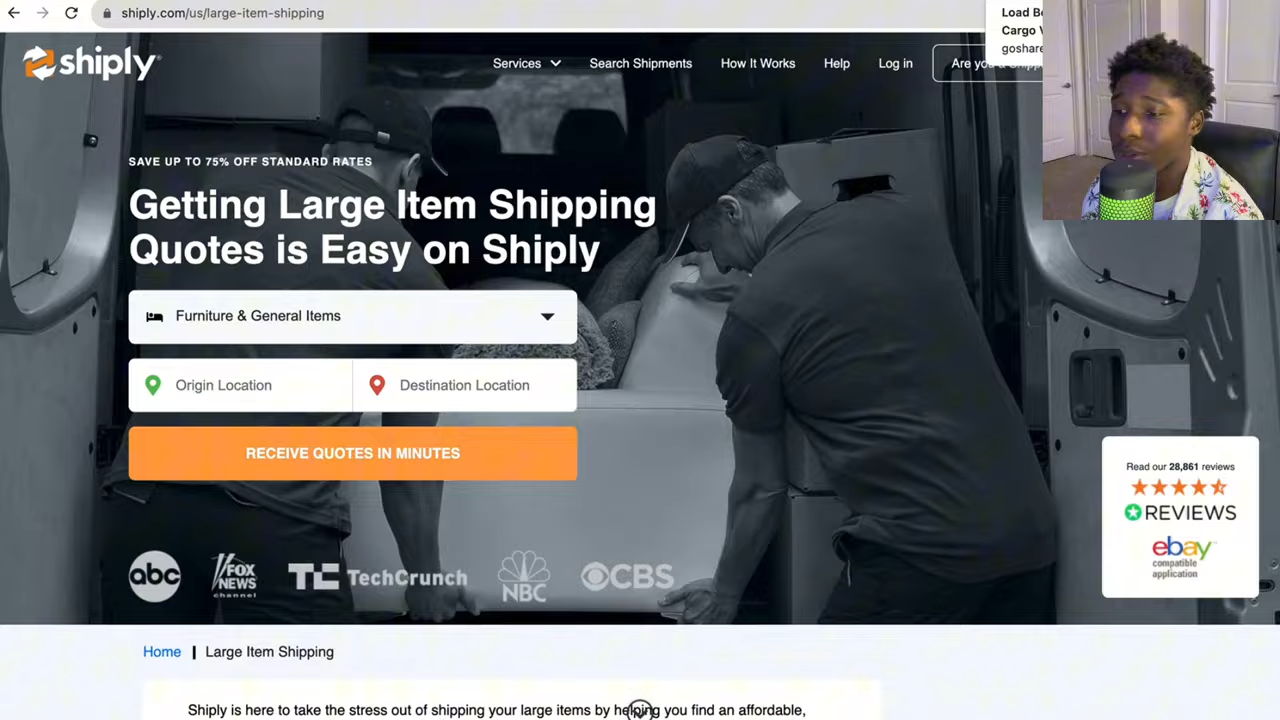 shiply.com/us/large-item-shipping
Load
Cargo
goshare
shiply
Services
Search Shipments
How It Works
Help
Log in
Are you a
SAVE UP TO 75% OFF STANDARD RATES
Getting Large Item Shipping
Quotes is Easy on Shiply
Furniture & General Items
Origin Location
Destination Location
RECEIVE QUOTES IN MINUTES
Read our 28,861 reviews
REVIEWS
ebay
compatible
application
abc
FOX
NEWS
channel
TC TechCrunch
NBC
CBS
Home | Large Item Shipping
Shiply is here to take the stress out of shipping your large items by helping you find an affordable,